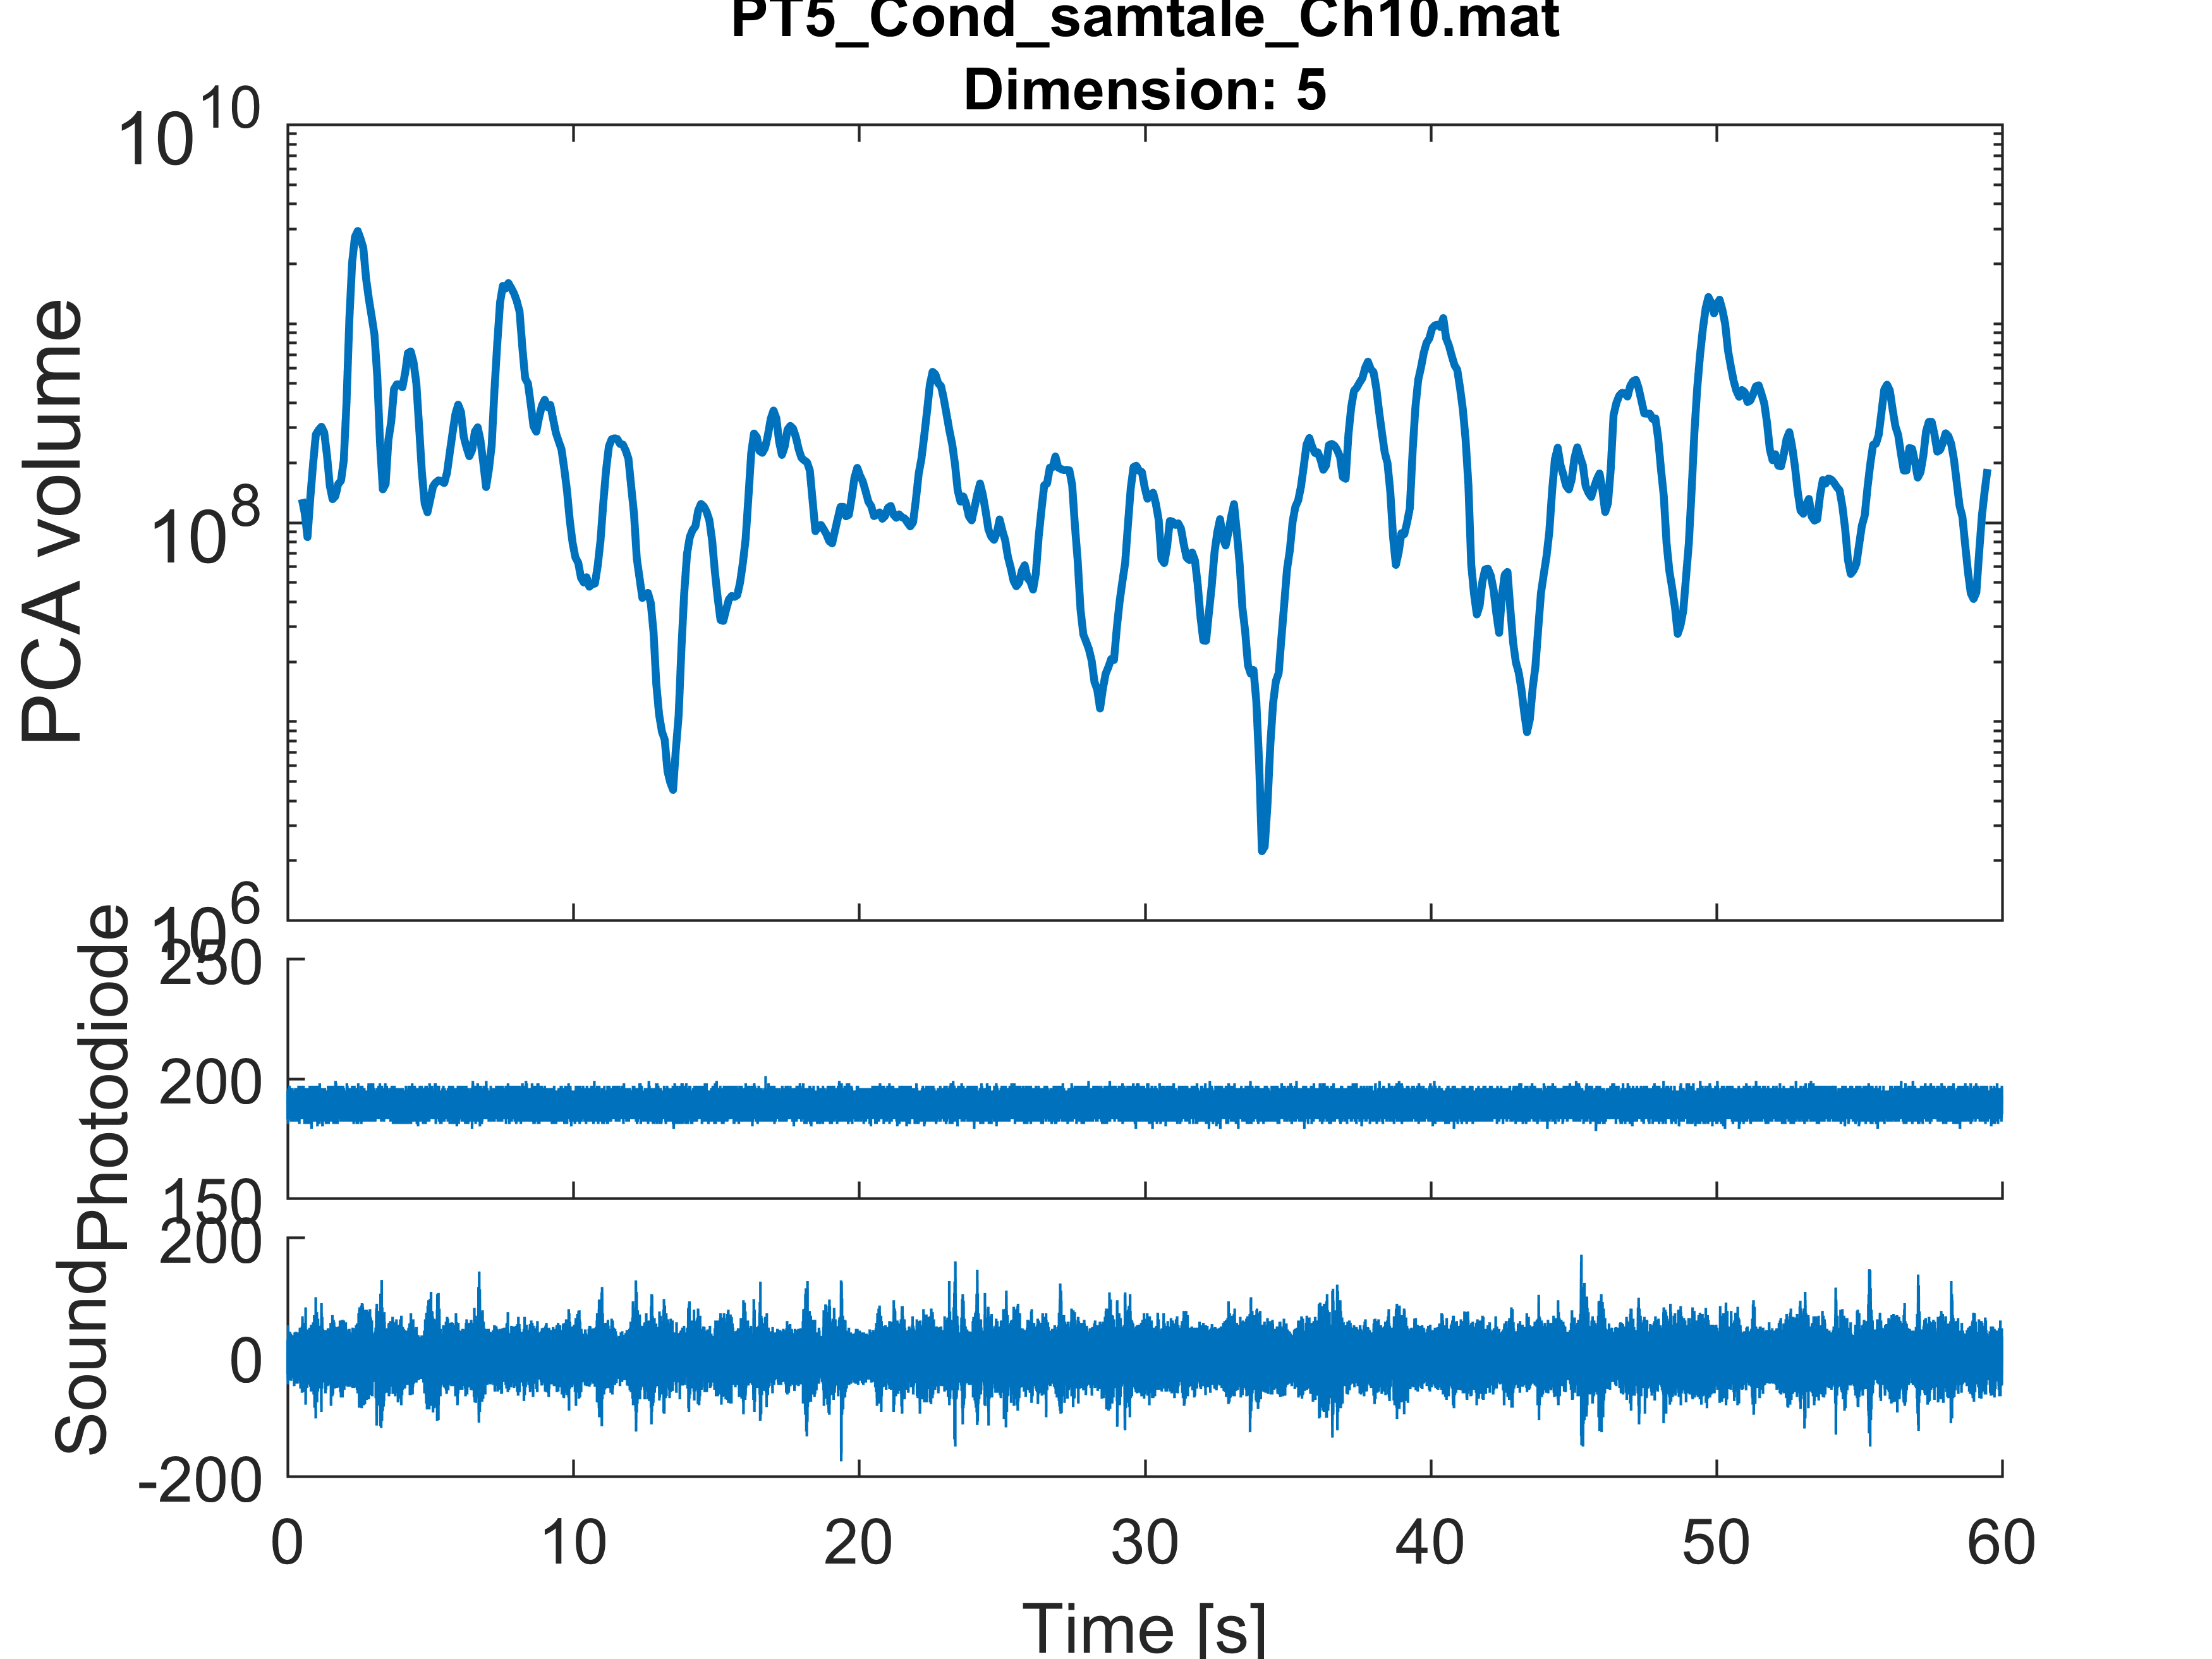 PT5_Cond_samtale_Ch10.mat
Dimension: 5
PCA volume
10^10
10^8
10^6
Photodiode
250
200
150
Sound
200
0
-200
0 10 20 30 40 50 60
Time [s]